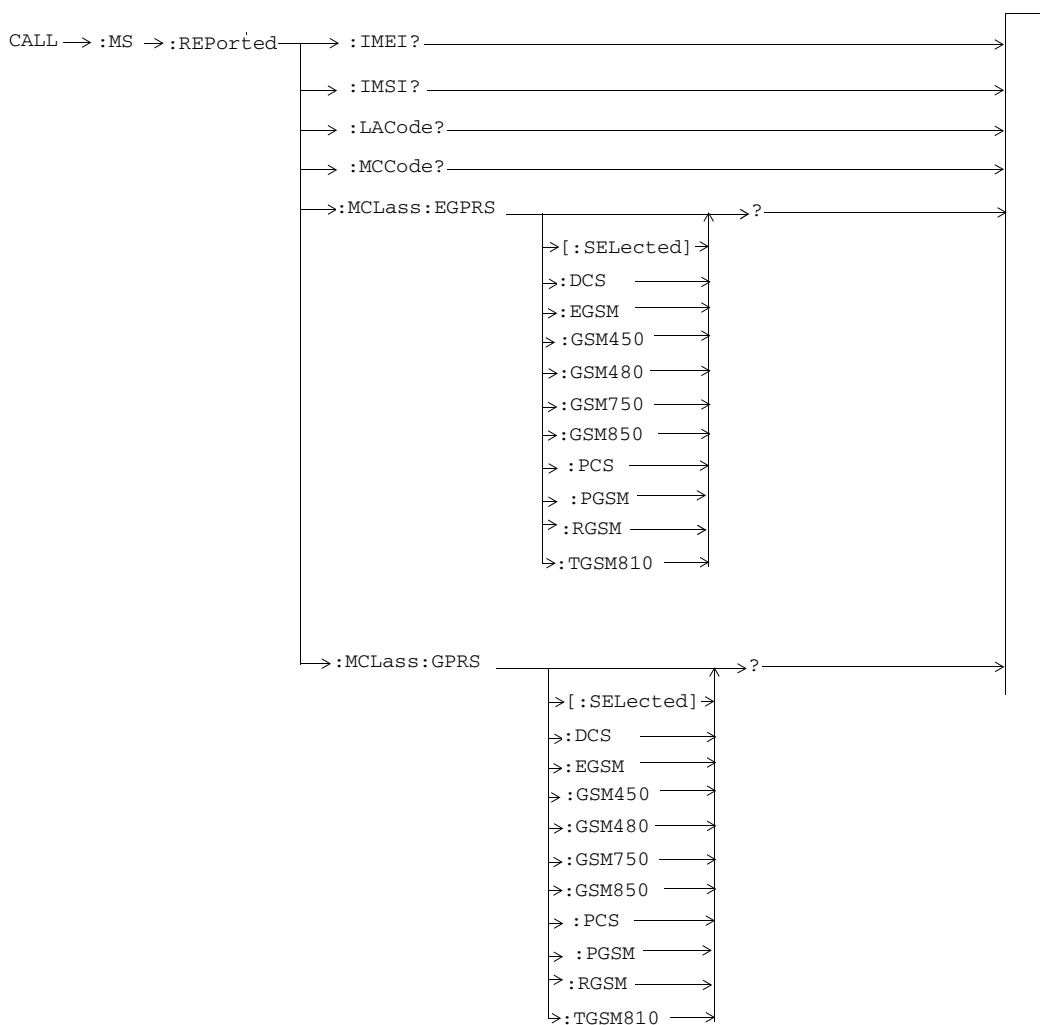 CALL :MS :REPorted :IMEI?
:IMSI?
:LACode?
:MCCode?
:MCLass:EGPRS ?
[:SELected]
:DCS
:EGSM
:GSM450
:GSM480
:GSM750
:GSM850
:PCS
:PGSM
:RGSM
:TGSM810
:MCLass:GPRS ?
[:SELected]
:DCS
:EGSM
:GSM450
:GSM480
:GSM750
:GSM850
:PCS
:PGSM
:RGSM
:TGSM810